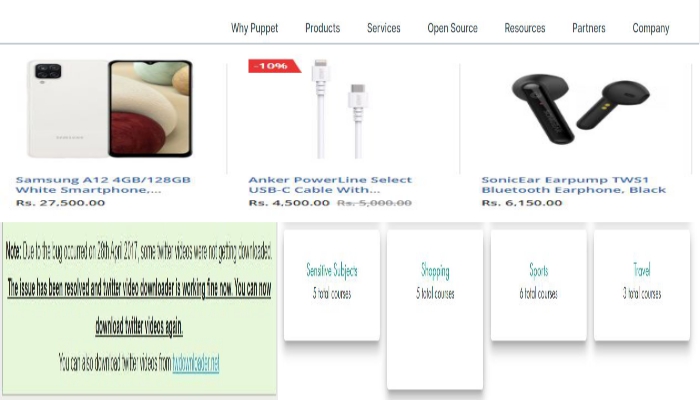 Why Puppet Products Services Open Source Resources Partners Company
-10%
SAMSUNG
Samsung A12 4GB/128GB
White Smartphone,...
Rs. 27,500.00
Anker PowerLine Select
USB-C Cable With...
Rs. 4,500.00 Rs. 5,000.00
SonicEar Earpump TWS1
Bluetooth Earphone, Black
Rs. 6,150.00
Note: Due to the bug occurred on 28th April 2017, some twitter videos were not getting downloaded.
The issue has been resolved and twitter video downloader is working fine now. You can now
download twitter videos again.
You can also download twitter videos from twdownloader.net
Sensitive Subjects
5 total courses
Shopping
5 total courses
Sports
6 total courses
Travel
3 total courses